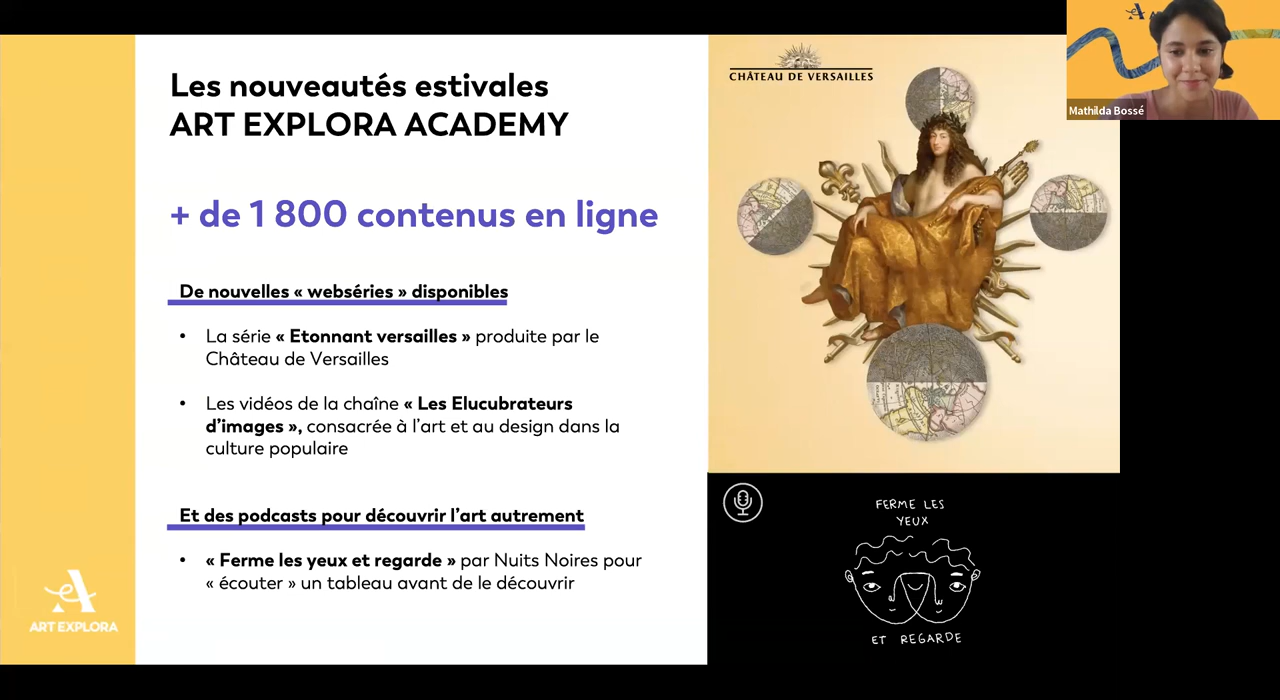 Les nouveautés estivales
ART EXPLORA ACADEMY
+ de 1 800 contenus en ligne
De nouvelles « webséries » disponibles
• La série « Etonnant versailles » produite par le
Château de Versailles
• Les vidéos de la chaîne « Les Elucubrateurs
d'images », consacrée à l'art et au design dans la
culture populaire
Et des podcasts pour découvrir l'art autrement
• « Ferme les yeux et regarde » par Nuits Noires pour
« écouter » un tableau avant de le découvrir
ART EXPLORA
CHÂTEAU DE VERSAILLES
FERME LES
YEUX
ET REGARDE
Mathilda Bossé